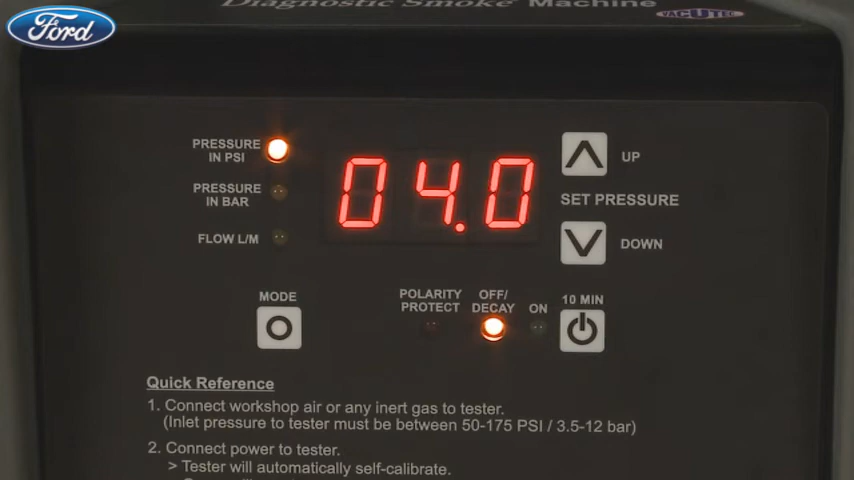 Ford
Diagnostic Smoke® Machine
VACUTEC
PRESSURE
IN PSI
04.0
UP
PRESSURE
IN BAR
SET PRESSURE
FLOW L/M
DOWN
MODE
POLARITY
PROTECT
OFF/
DECAY
ON
10 MIN
Quick Reference
1. Connect workshop air or any inert gas to tester.
(Inlet pressure to tester must be between 50-175 PSI / 3.5-12 bar)
2. Connect power to tester.
> Tester will automatically self-calibrate.